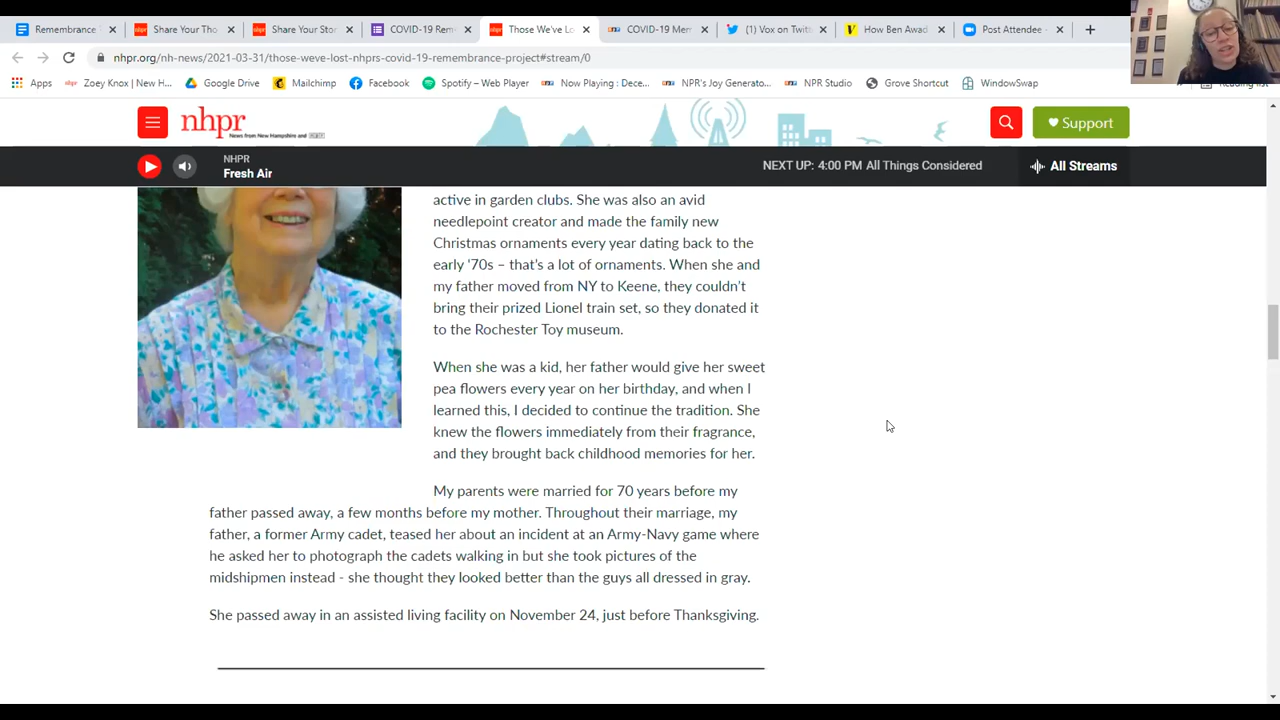 Remembrance
Share Your Tho
Share Your Stor
COVID-19 Rem
Those We've Lo
COVID-19 Mem
(1) Vox on Twitt
How Ben Awad
Post Attendee -
nhpr.org/nh-news/2021-03-31/those-weve-lost-nhprs-covid-19-remembrance-project#stream/0
Apps
Zoey Knox | New H...
Google Drive
Mailchimp
Facebook
Spotify – Web Player
Now Playing : Dece...
NPR's Joy Generato...
NPR Studio
Grove Shortcut
WindowSwap
Reading list
nhpr
News from New Hampshire and npr
Support
NHPR
Fresh Air
NEXT UP: 4:00 PM All Things Considered
All Streams
active in garden clubs. She was also an avid
needlepoint creator and made the family new
Christmas ornaments every year dating back to the
early '70s – that's a lot of ornaments. When she and
my father moved from NY to Keene, they couldn't
bring their prized Lionel train set, so they donated it
to the Rochester Toy museum.
When she was a kid, her father would give her sweet
pea flowers every year on her birthday, and when I
learned this, I decided to continue the tradition. She
knew the flowers immediately from their fragrance,
and they brought back childhood memories for her.
My parents were married for 70 years before my
father passed away, a few months before my mother. Throughout their marriage, my
father, a former Army cadet, teased her about an incident at an Army-Navy game where
he asked her to photograph the cadets walking in but she took pictures of the
midshipmen instead - she thought they looked better than the guys all dressed in gray.
She passed away in an assisted living facility on November 24, just before Thanksgiving.